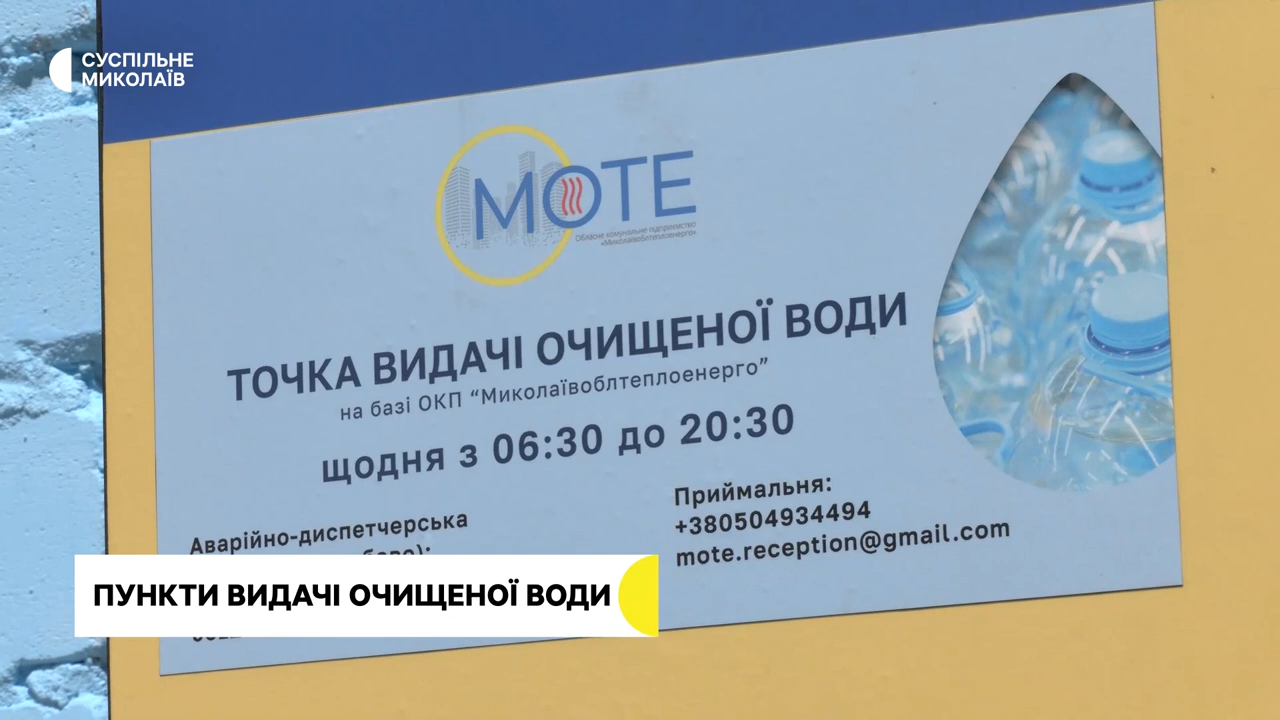 СУСПІЛЬНЕ
МИКОЛАЇВ
МОТЕ
Обласне комунальне підприємство
«Миколаївоблтеплоенерго»
ТОЧКА ВИДАЧІ ОЧИЩЕНОЇ ВОДИ
на базі ОКП “Миколаївоблтеплоенерго”
щодня з 06:30 до 20:30
Аварійно-диспетчерська
Приймальня:
+380504934494
mote.reception@gmail.com
ПУНКТИ ВИДАЧІ ОЧИЩЕНОЇ ВОДИ